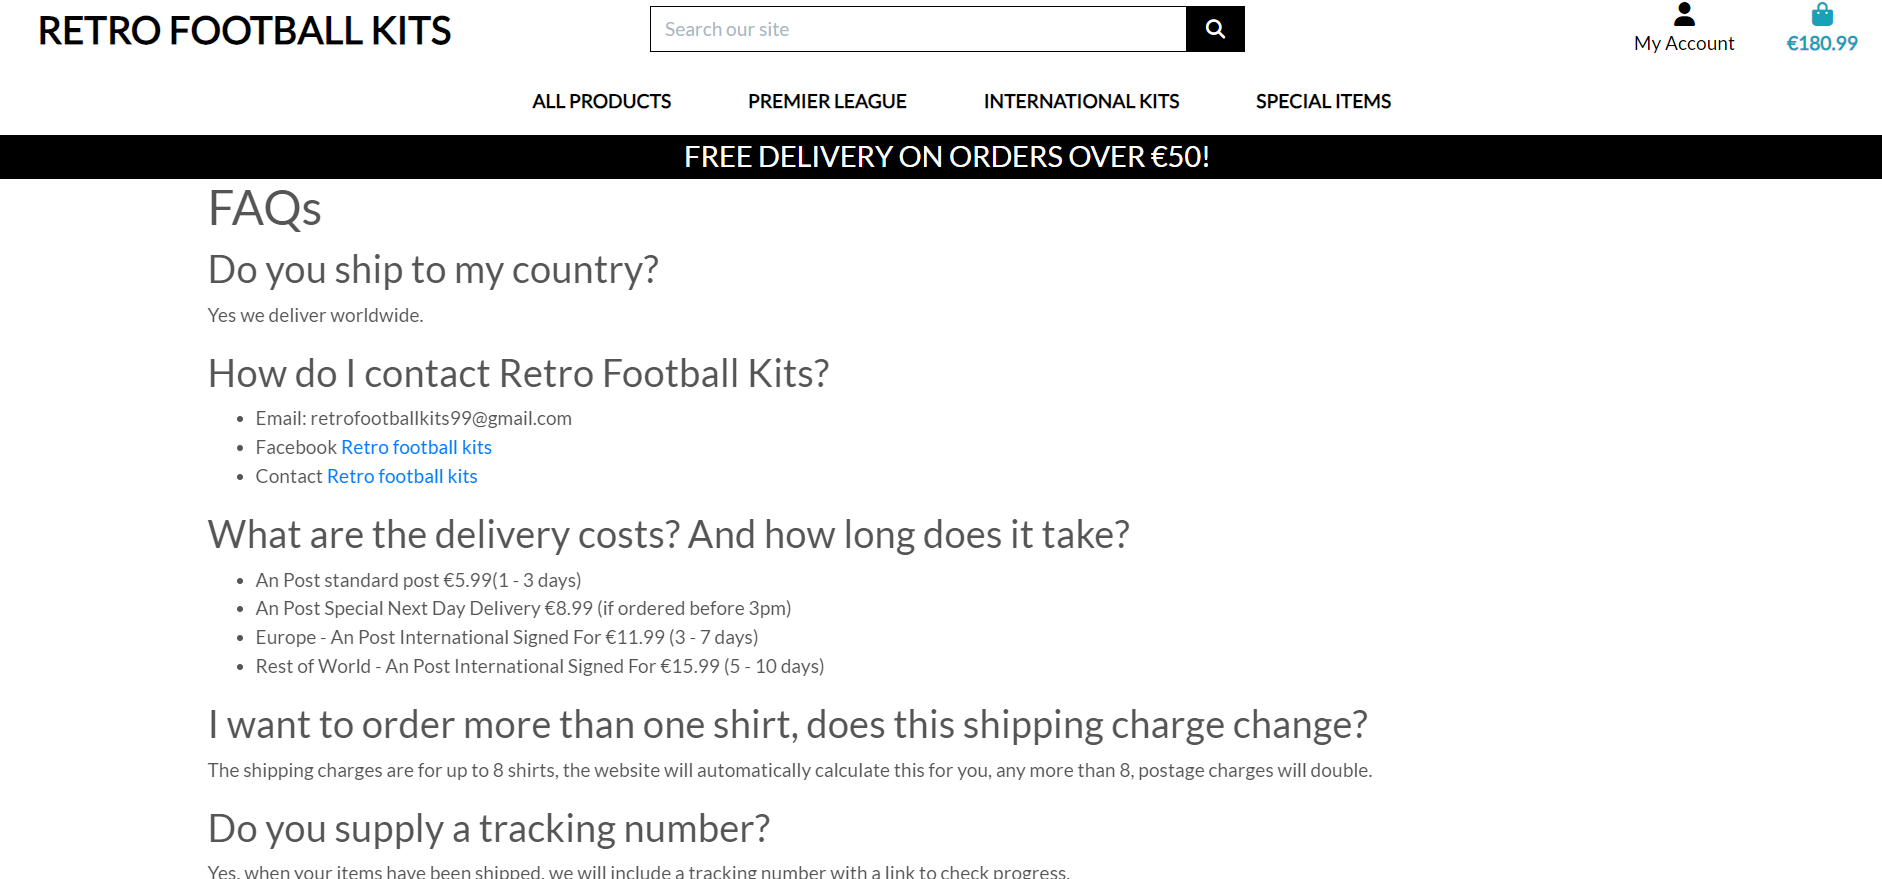 RETRO FOOTBALL KITS
Search our site
My Account
€180.99
ALL PRODUCTS PREMIER LEAGUE INTERNATIONAL KITS SPECIAL ITEMS
FREE DELIVERY ON ORDERS OVER €50!
FAQs
Do you ship to my country?
Yes we deliver worldwide.
How do I contact Retro Football Kits?
• Email: retrofootballkits99@gmail.com
• Facebook Retro football kits
• Contact Retro football kits
What are the delivery costs? And how long does it take?
• An Post standard post €5.99(1 - 3 days)
• An Post Special Next Day Delivery €8.99 (if ordered before 3pm)
• Europe - An Post International Signed For €11.99 (3 - 7 days)
• Rest of World - An Post International Signed For €15.99 (5 - 10 days)
I want to order more than one shirt, does this shipping charge change?
The shipping charges are for up to 8 shirts, the website will automatically calculate this for you, any more than 8, postage charges will double.
Do you supply a tracking number?
Yes, when your items have been shipped, we will include a tracking number with a link to check progress.